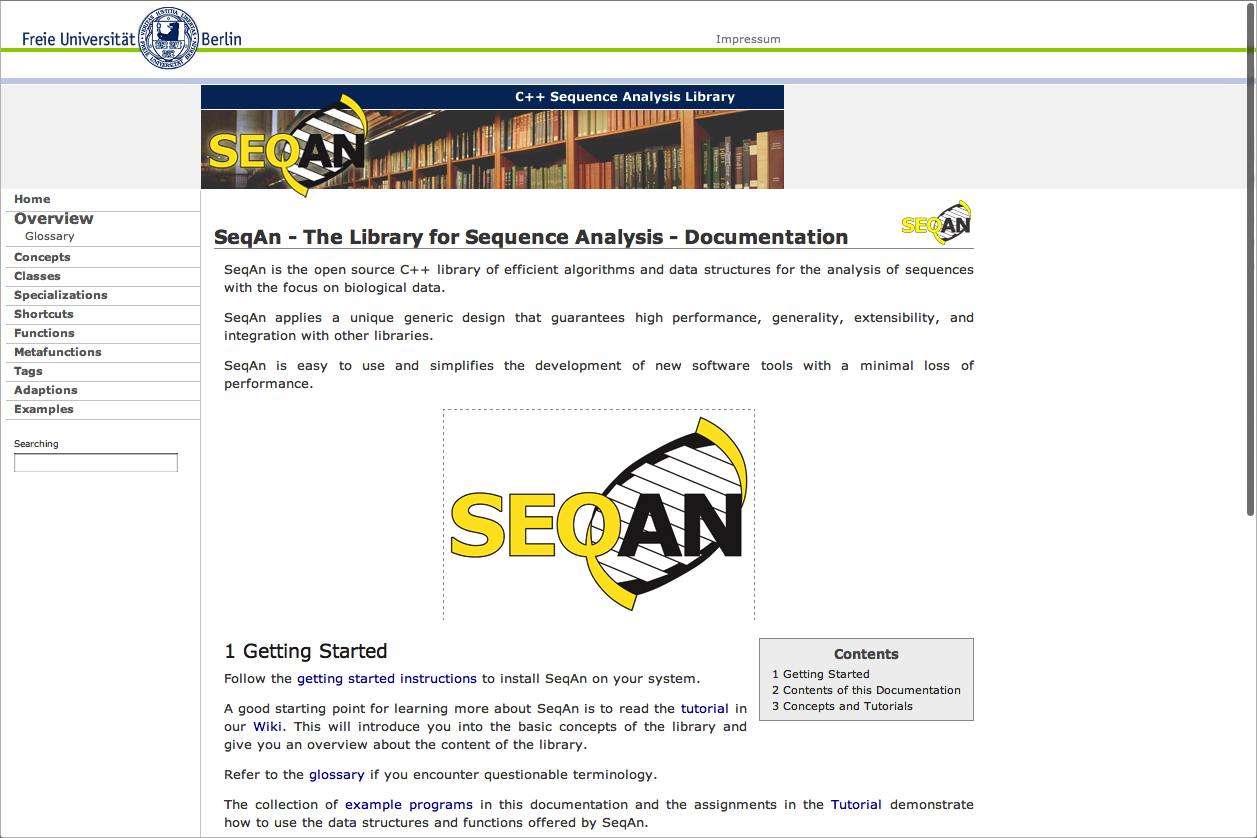 Freie Universität Berlin
Impressum
C++ Sequence Analysis Library
SEQAN
Home
Overview
Glossary
Concepts
Classes
Specializations
Shortcuts
Functions
Metafunctions
Tags
Adaptions
Examples
Searching
SEQAN
SeqAn - The Library for Sequence Analysis - Documentation
SeqAn is the open source C++ library of efficient algorithms and data structures for the analysis of sequences
with the focus on biological data.
SeqAn applies a unique generic design that guarantees high performance, generality, extensibility, and
integration with other libraries.
SeqAn is easy to use and simplifies the development of new software tools with a minimal loss of
performance.
SEQAN
1 Getting Started
Follow the getting started instructions to install SeqAn on your system.
A good starting point for learning more about SeqAn is to read the tutorial in
our Wiki. This will introduce you into the basic concepts of the library and
give you an overview about the content of the library.
Refer to the glossary if you encounter questionable terminology.
The collection of example programs in this documentation and the assignments in the Tutorial demonstrate
how to use the data structures and functions offered by SeqAn.
Contents
1 Getting Started
2 Contents of this Documentation
3 Concepts and Tutorials